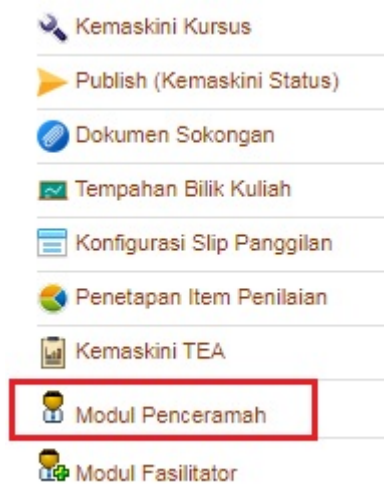 Kemaskini Kursus
Publish (Kemaskini Status)
Dokumen Sokongan
Tempahan Bilik Kuliah
Konfigurasi Slip Panggilan
Penetapan Item Penilaian
Kemaskini TEA
Modul Penceramah
Modul Fasilitator